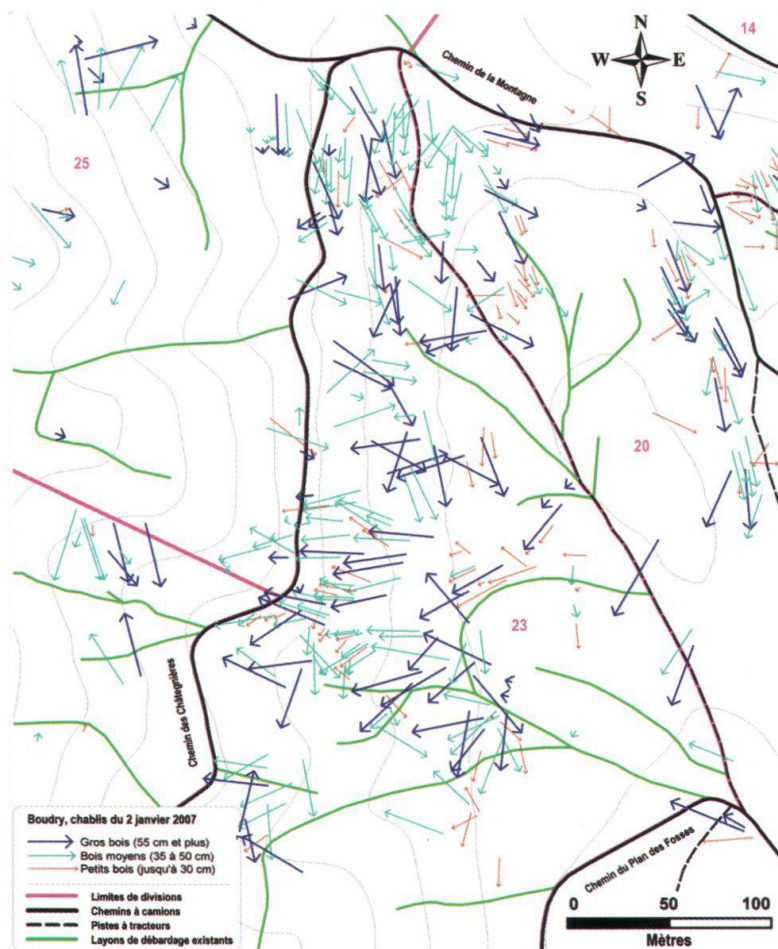 14
N
W E
S
Chemin de la Montagne
25
20
23
Chemin des Châtegnières
Boudry, chablis du 2 janvier 2007
Gros bois (55 cm et plus)
Bois moyens (35 à 50 cm)
Petits bois (jusqu'à 30 cm)
Limites de divisions
Chemins à camions
Pistes à tracteurs
Layons de débardage existants
Chemin du Plan des Fosses
0 50 100
Mètres